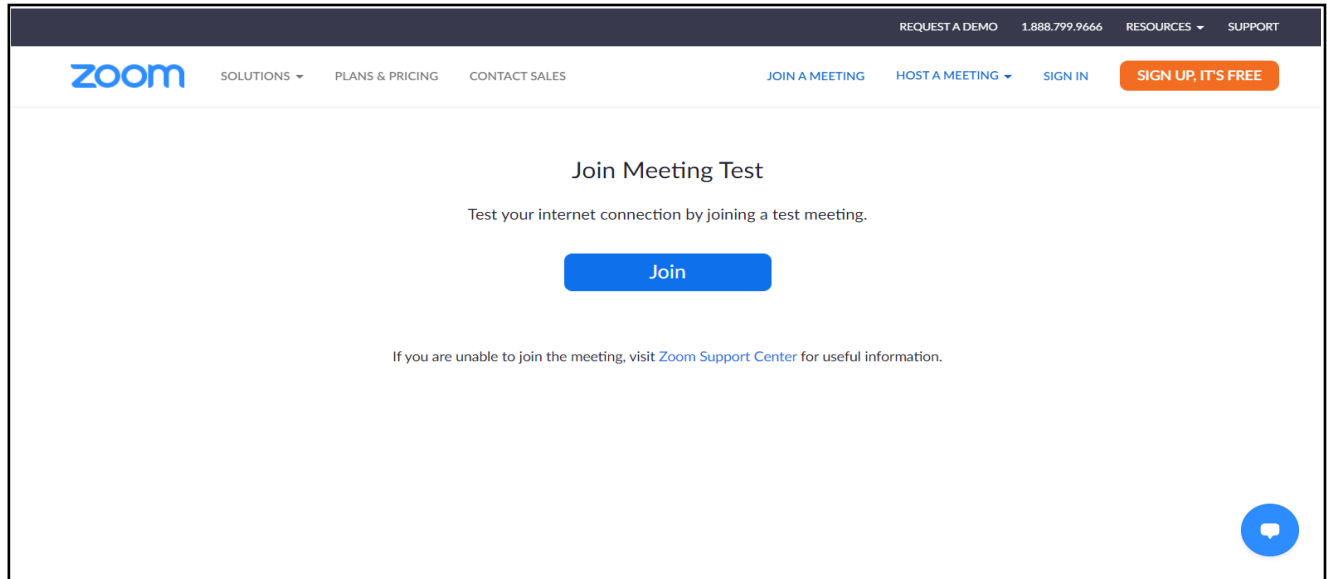 REQUEST A DEMO 1.888.799.9666 RESOURCES SUPPORT
zoom SOLUTIONS PLANS & PRICING CONTACT SALES JOIN A MEETING HOST A MEETING SIGN IN SIGN UP, IT'S FREE
Join Meeting Test
Test your internet connection by joining a test meeting.
Join
If you are unable to join the meeting, visit Zoom Support Center for useful information.